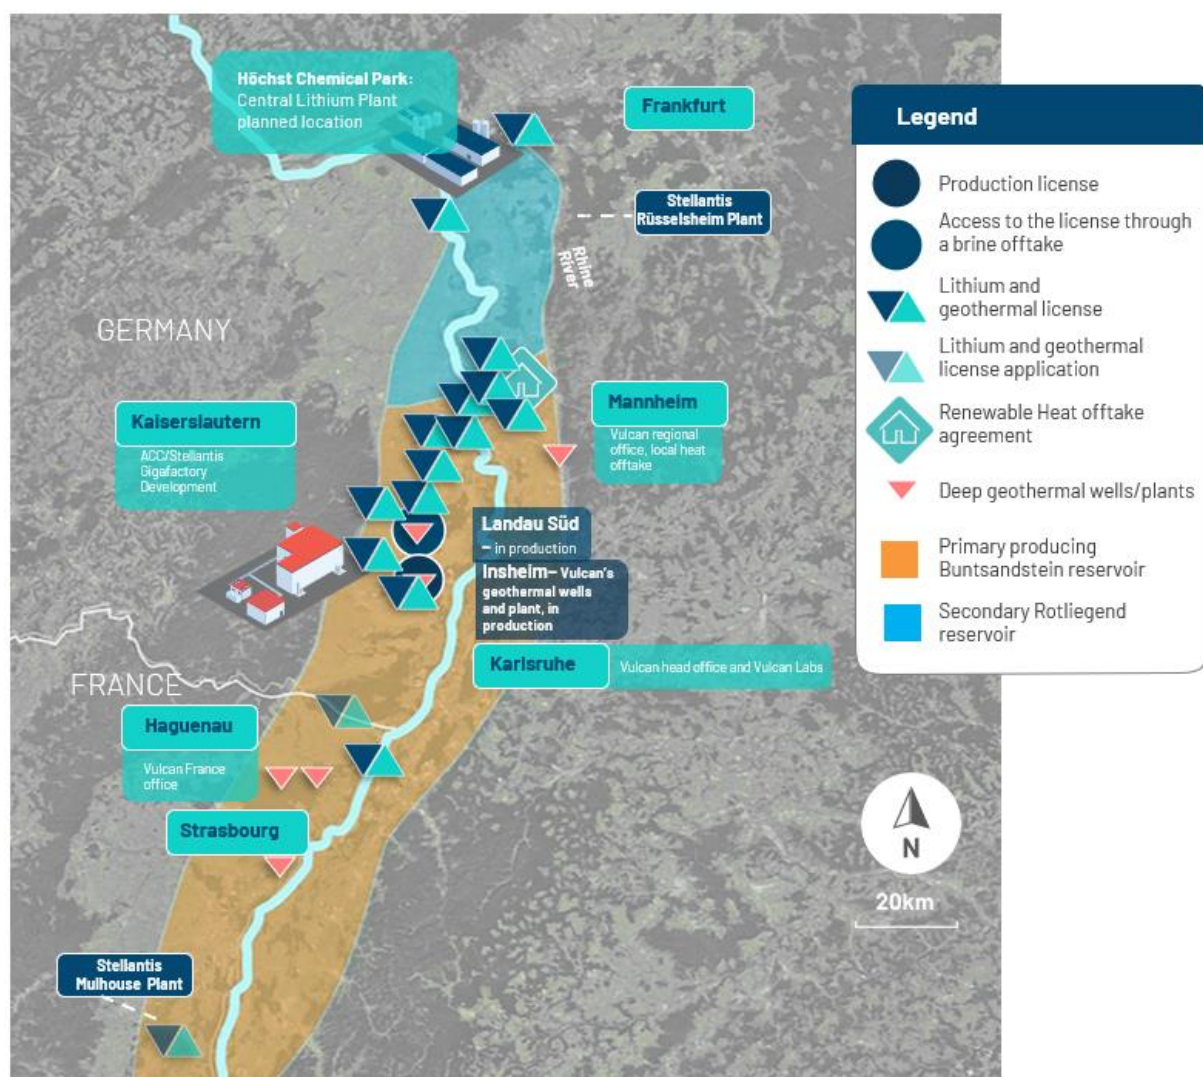 Höchst Chemical Park:
Central Lithium Plant
planned location
Frankfurt
Stellantis
Rüsselsheim Plant
Rhine
River
GERMANY
Kaiserslautern
ACC/Stellantis
Gigafactory
Development
Mannheim
Vulcan regional
office, local heat
offtake
Landau Süd
– in production
Insheim– Vulcan's
geothermal wells
and plant, in
production
Karlsruhe
Vulcan head office and Vulcan Labs
FRANCE
Haguenau
Vulcan France
office
Strasbourg
Stellantis
Mulhouse Plant
Legend
Production license
Access to the license through
a brine offtake
Lithium and
geothermal license
Lithium and geothermal
license application
Renewable Heat offtake
agreement
Deep geothermal wells/plants
Primary producing
Buntsandstein reservoir
Secondary Rotliegend
reservoir
N
20km